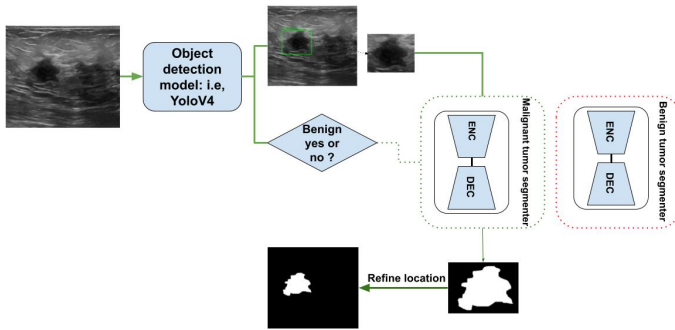 Object
detection
model: i.e,
YoloV4
Benign
yes or
no ?
ENC
DEC
Malignant tumor segmenter
ENC
DEC
Benign tumor segmenter
Refine location